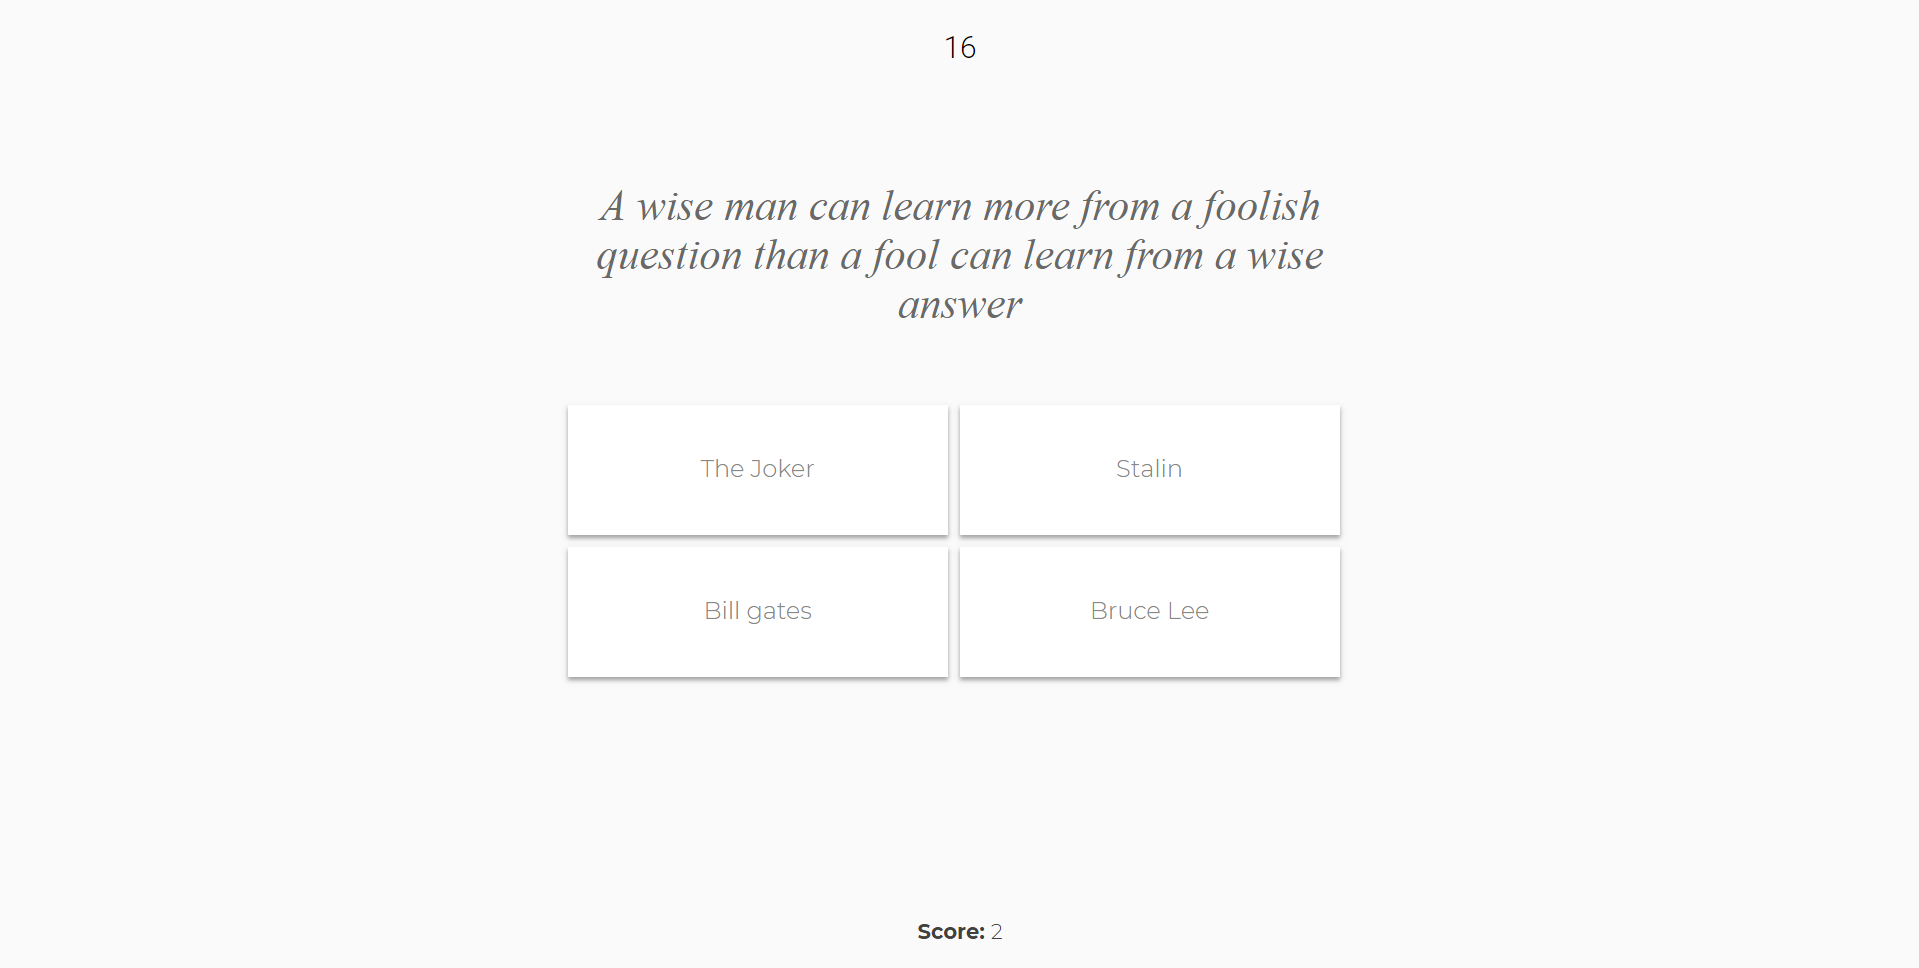 16
A wise man can learn more from a foolish
question than a fool can learn from a wise
answer
The Joker
Stalin
Bill gates
Bruce Lee
Score: 2